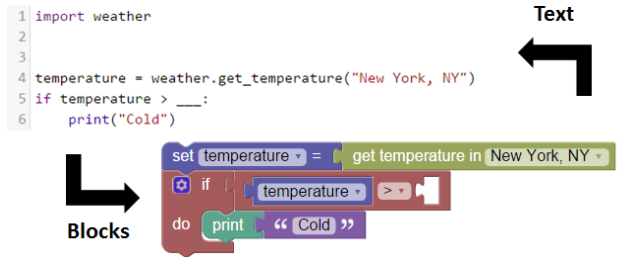 Text
1 import weather
2
3
4 temperature = weather.get_temperature("New York, NY")
5 if temperature > ___:
6     print("Cold")
set temperature = get temperature in New York, NY
if temperature >
do print “ Cold ”
Blocks